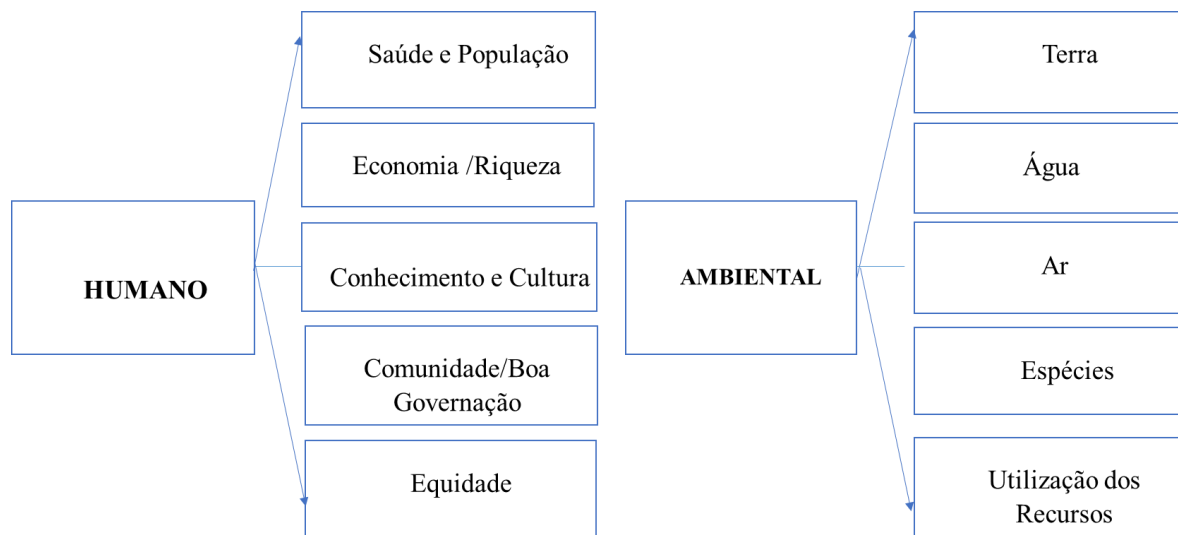 HUMANO
Saúde e População
Economia /Riqueza
Conhecimento e Cultura
Comunidade/Boa
Governação
Equidade
AMBIENTAL
Terra
Água
Ar
Espécies
Utilização dos
Recursos